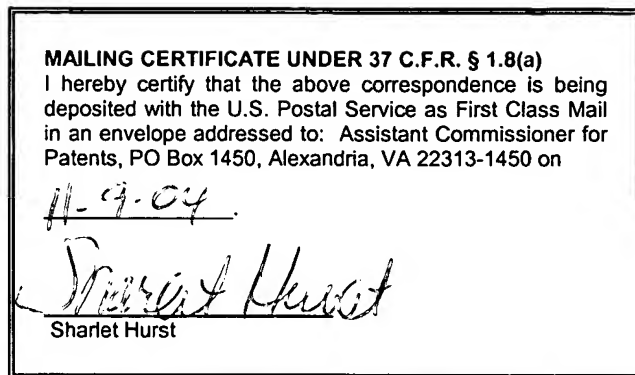 MAILING CERTIFICATE UNDER 37 C.F.R. § 1.8(a)
I hereby certify that the above correspondence is being
deposited with the U.S. Postal Service as First Class Mail
in an envelope addressed to: Assistant Commissioner for
Patents, PO Box 1450, Alexandria, VA 22313-1450 on
11-9-04.
Sharlet Hurst
Sharlet Hurst